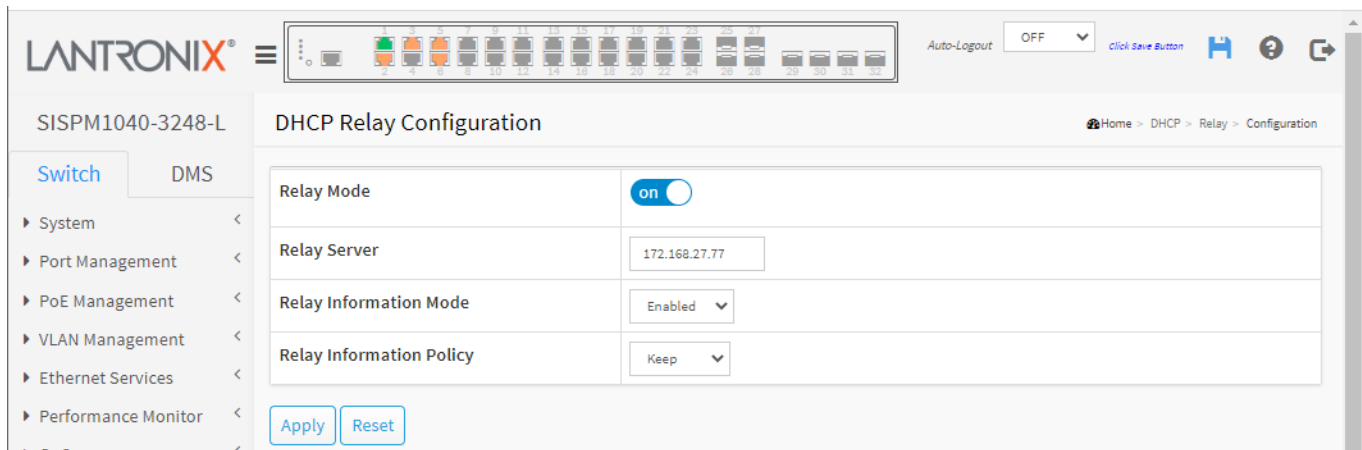 LANTRONIX®
1 3 5 7 9 11 13 15 17 19 21 23 25 27
2 4 6 8 10 12 14 16 18 20 22 24 26 28 29 30 31 32
Auto-Logout OFF Click Save Button
SISPM1040-3248-L
DHCP Relay Configuration
Home > DHCP > Relay > Configuration
Switch DMS
System
Port Management
PoE Management
VLAN Management
Ethernet Services
Performance Monitor
Relay Mode on
Relay Server 172.168.27.77
Relay Information Mode Enabled
Relay Information Policy Keep
Apply Reset